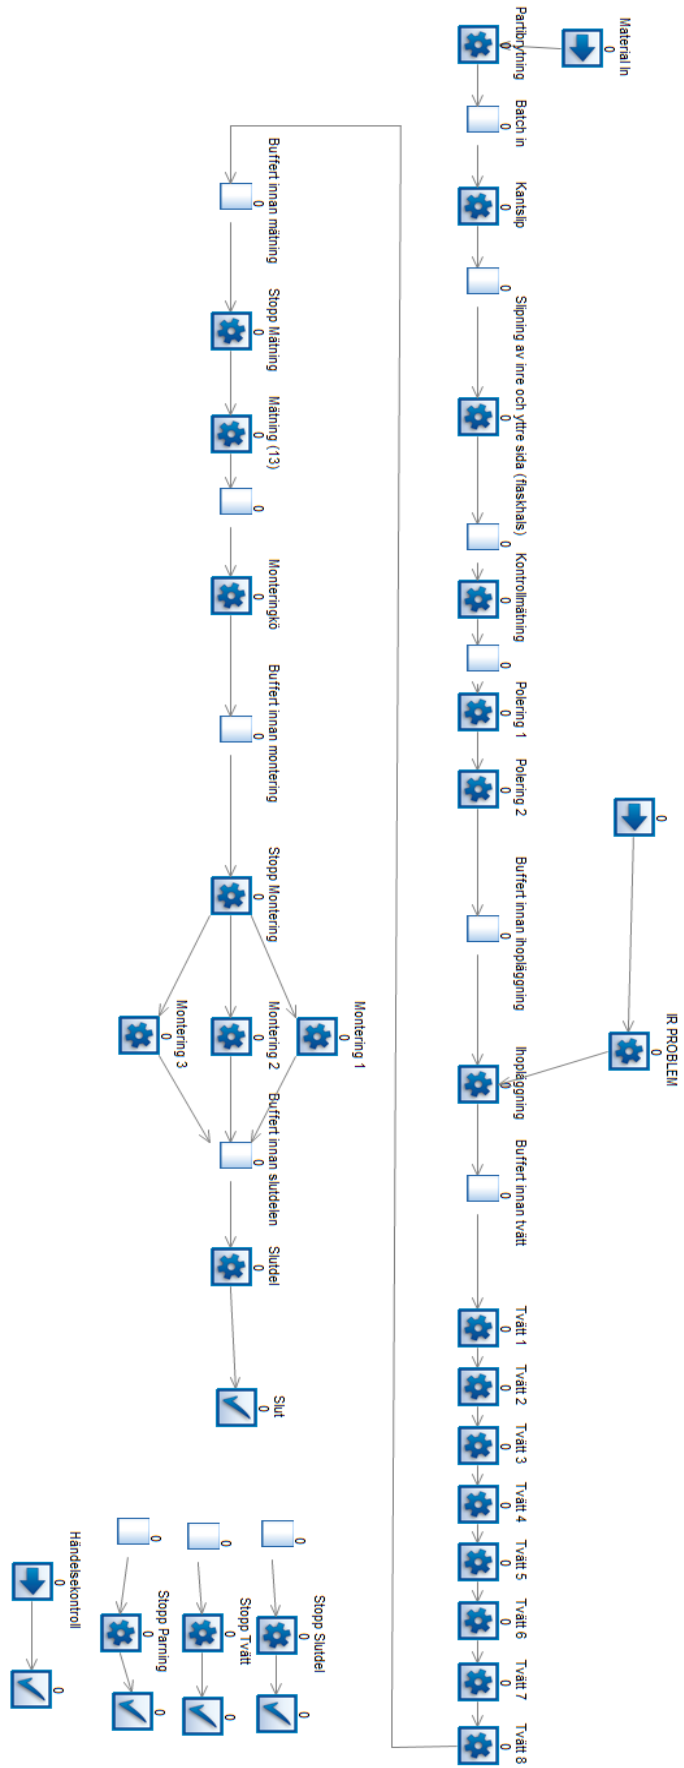 Material In
0
0
IR PROBLEM
0
Partibrytning
0
Batch in
0
Kantslip
0
0
Slipning av inre och yttre sida (flaskhals)
0
0
Kontrollmätning
0
0
Polering 1
0
Polering 2
0
Buffert innan ihopläggning
0
Ihopläggning
0
Buffert innan tvätt
0
Tvätt 1
0
Tvätt 2
0
Tvätt 3
0
Tvätt 4
0
Tvätt 5
0
Tvätt 6
0
Tvätt 7
0
Tvätt 8
0
Buffert innan mätning
0
Stopp Mätning
0
Mätning (13)
0
0
Monteringkö
0
Buffert innan montering
0
Stopp Montering
0
Montering 1
0
Montering 2
0
Montering 3
0
Buffert innan slutdelen
0
Slutdel
0
Slut
0
0
Stopp Slutdel
0
0
0
Stopp Tvätt
0
0
0
Stopp Parning
0
0
Händelsekontroll
0
0